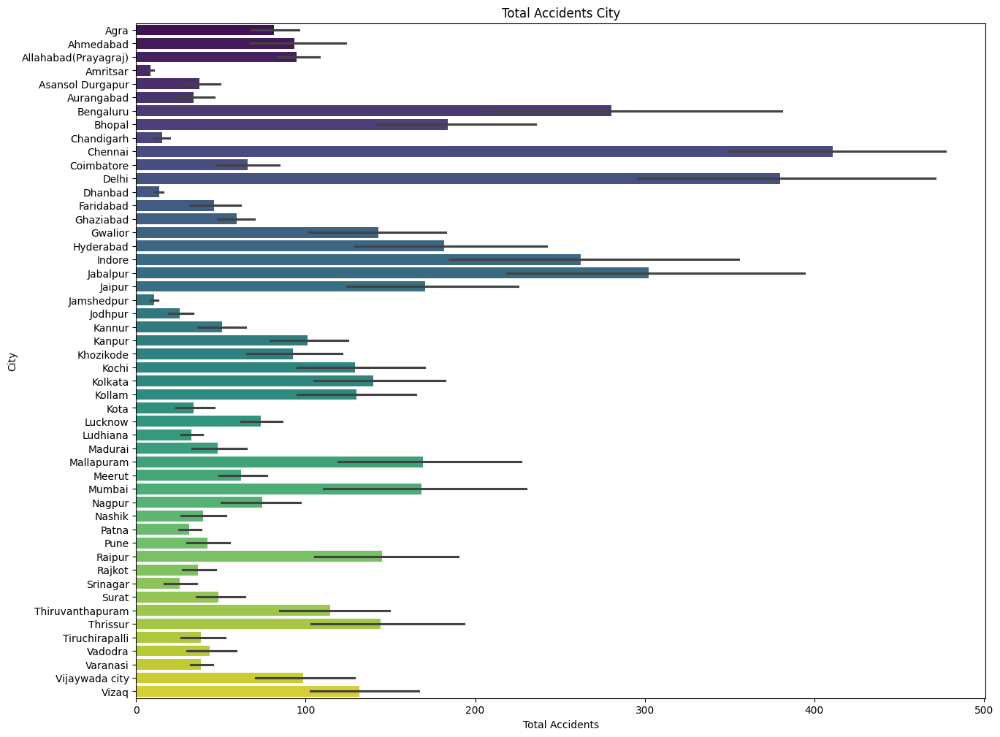 Total Accidents City
Agra
Ahmedabad
Allahabad(Prayagraj)
Amritsar
Asansol Durgapur
Aurangabad
Bengaluru
Bhopal
Chandigarh
Chennai
Coimbatore
Delhi
Dhanbad
Faridabad
Ghaziabad
Gwalior
Hyderabad
Indore
Jabalpur
Jaipur
Jamshedpur
Jodhpur
Kannur
Kanpur
Khozikode
Kochi
Kolkata
Kollam
Kota
Lucknow
Ludhiana
Madurai
Mallapuram
Meerut
Mumbai
Nagpur
Nashik
Patna
Pune
Raipur
Rajkot
Srinagar
Surat
Thiruvanthapuram
Thrissur
Tiruchirapalli
Vadodra
Varanasi
Vijaywada city
Vizaq
City
0 100 200 300 400 500
Total Accidents